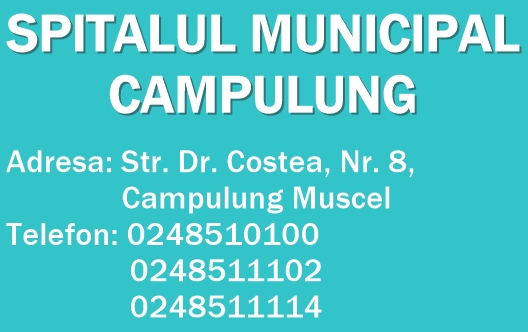 SPITALUL MUNICIPAL
CAMPULUNG
Adresa: Str. Dr. Costea, Nr. 8,
Campulung Muscel
Telefon: 0248510100
0248511102
0248511114